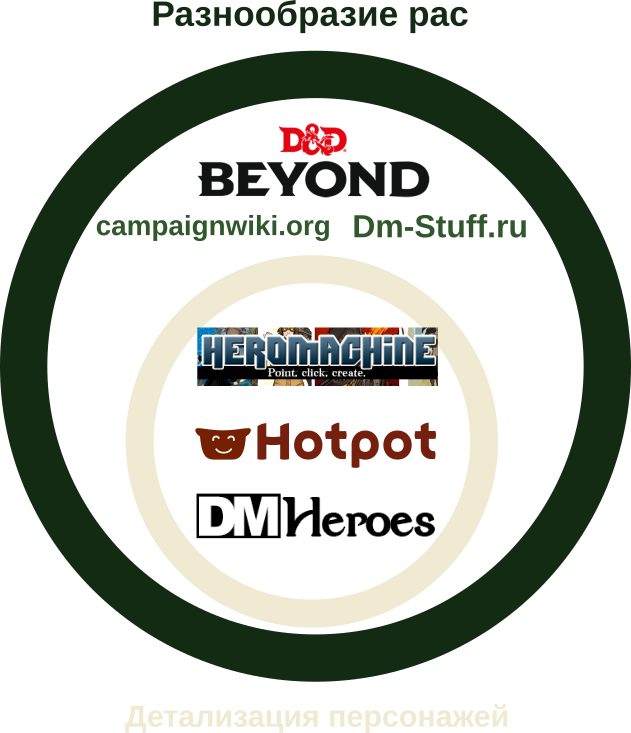 Разнообразие рас
D&D
BEYOND
campaignwiki.org Dm-Stuff.ru
HEROMACHINE
Point, click, create.
Hotpot
DMHeroes
Детализация персонажей